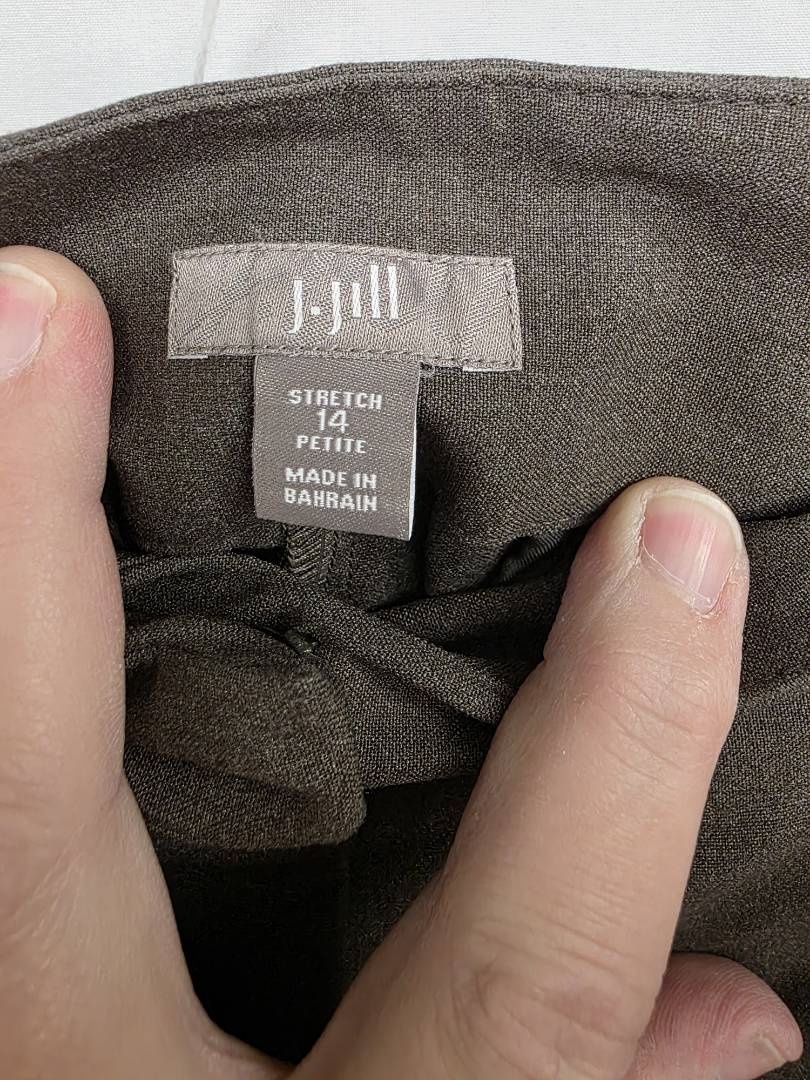 J.Jill
STRETCH
14
PETITE
MADE IN
BAHRAIN